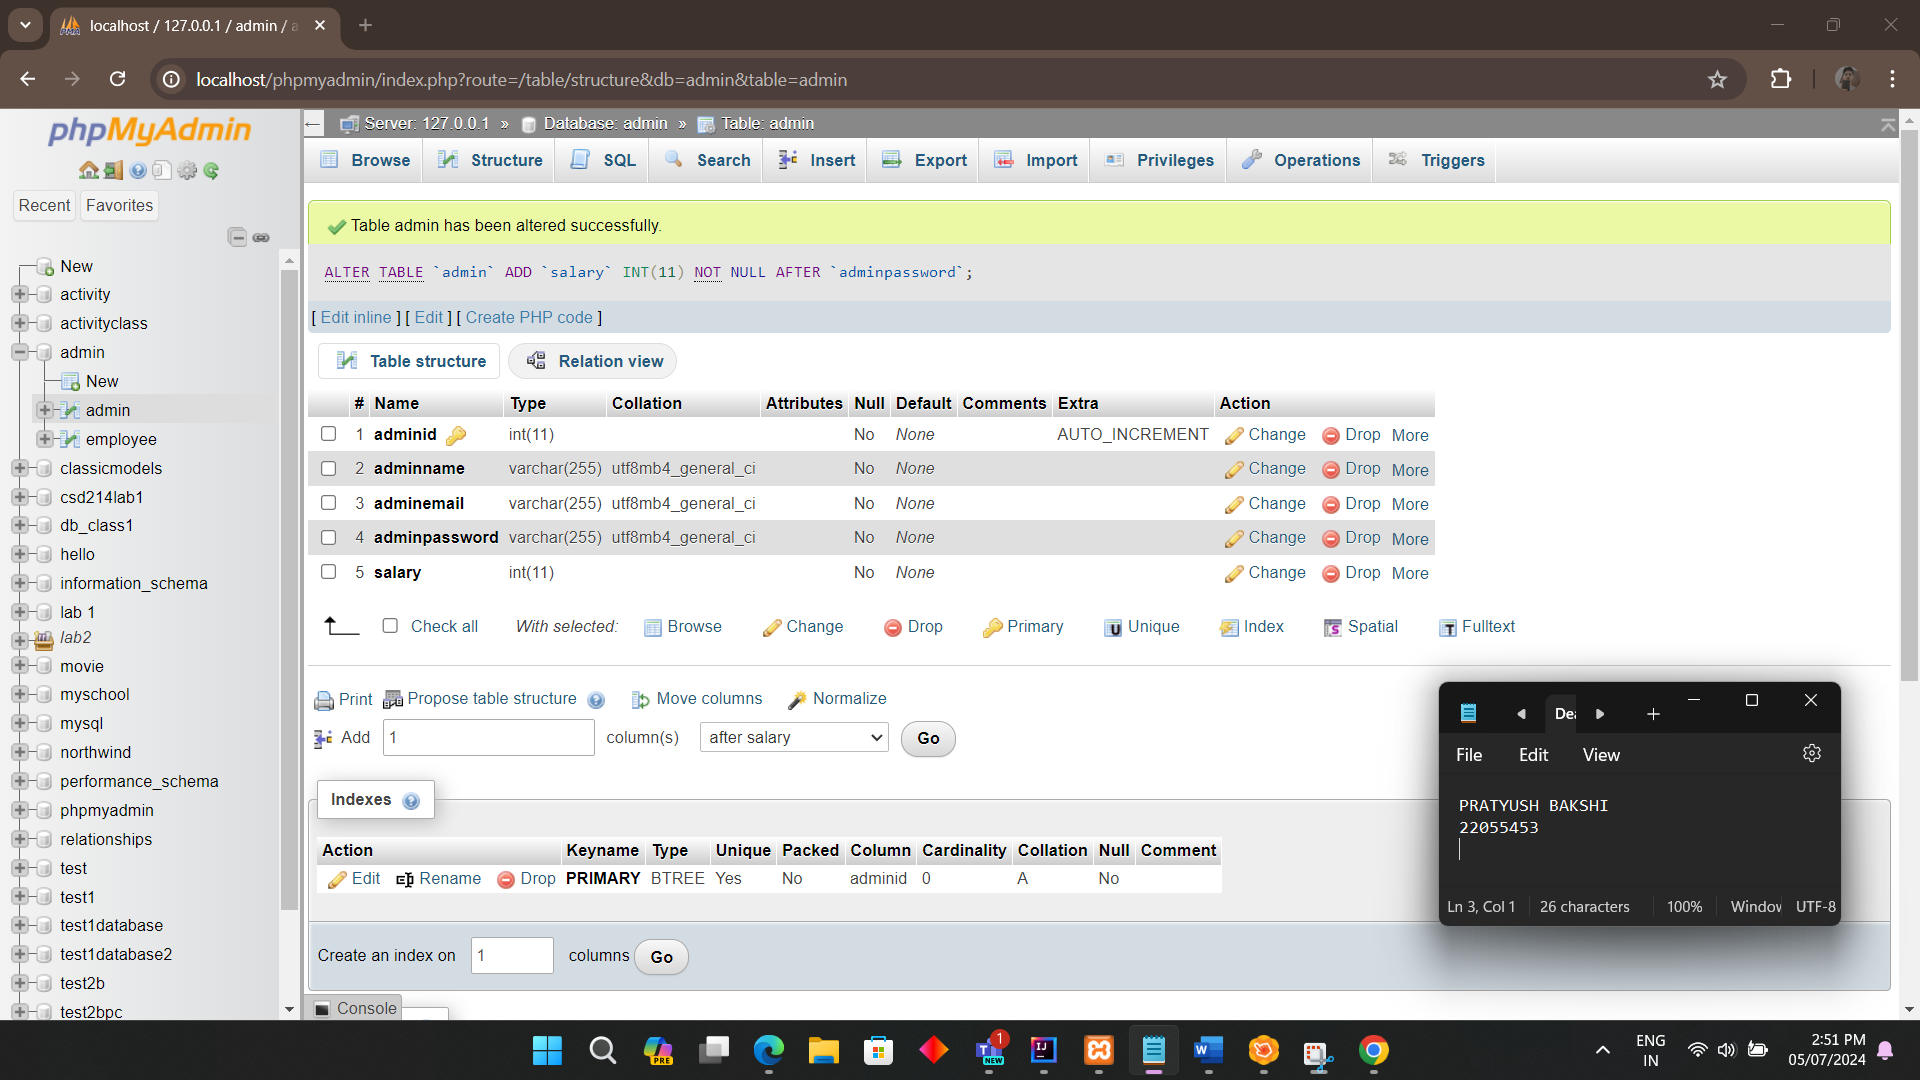 localhost / 127.0.0.1 / admin / a
localhost/phpmyadmin/index.php?route=/table/structure&db=admin&table=admin
phpMyAdmin
Recent Favorites
New
activity
activityclass
admin
New
admin
employee
classicmodels
csd214lab1
db_class1
hello
information_schema
lab 1
lab2
movie
myschool
mysql
northwind
performance_schema
phpmyadmin
relationships
test
test1
test1database
test1database2
test2b
test2bpc
Server: 127.0.0.1 » Database: admin » Table: admin
Browse Structure SQL Search Insert Export Import Privileges Operations Triggers
Table admin has been altered successfully.
ALTER TABLE `admin` ADD `salary` INT(11) NOT NULL AFTER `adminpassword`;
[ Edit inline ] [ Edit ] [ Create PHP code ]
Table structure Relation view
# Name Type Collation Attributes Null Default Comments Extra Action
1 adminid int(11) No None AUTO_INCREMENT Change Drop More
2 adminname varchar(255) utf8mb4_general_ci No None Change Drop More
3 adminemail varchar(255) utf8mb4_general_ci No None Change Drop More
4 adminpassword varchar(255) utf8mb4_general_ci No None Change Drop More
5 salary int(11) No None Change Drop More
Check all With selected: Browse Change Drop Primary Unique Index Spatial Fulltext
Print Propose table structure Move columns Normalize
Add 1 column(s) after salary Go
Indexes
Action Keyname Type Unique Packed Column Cardinality Collation Null Comment
Edit Rename Drop PRIMARY BTREE Yes No adminid 0 A No
Create an index on 1 columns Go
Console
Dea
File Edit View
PRATYUSH BAKSHI
22055453
Ln 3, Col 1 26 characters 100% Window UTF-8
PRE
1
NEW
ENG
IN
2:51 PM
05/07/2024